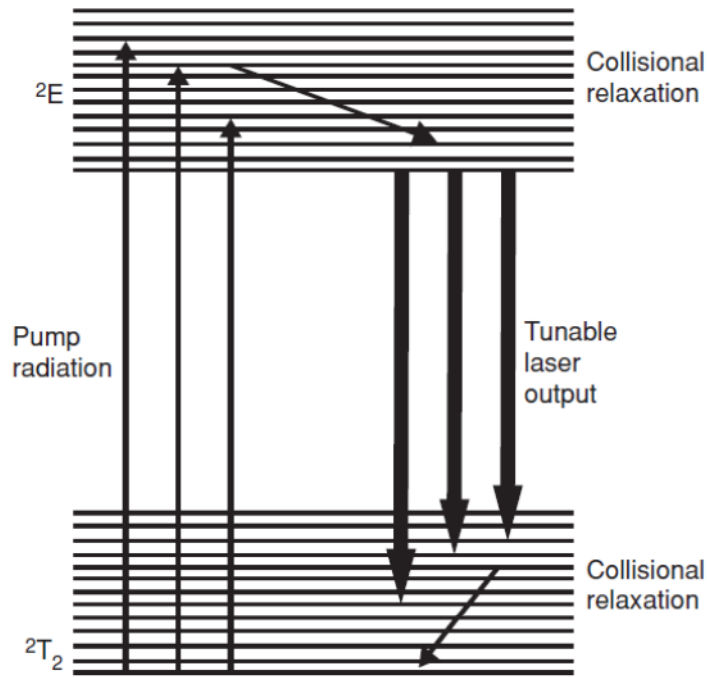 Collisional
relaxation
²E
Pump
radiation
Tunable
laser
output
Collisional
relaxation
²T₂